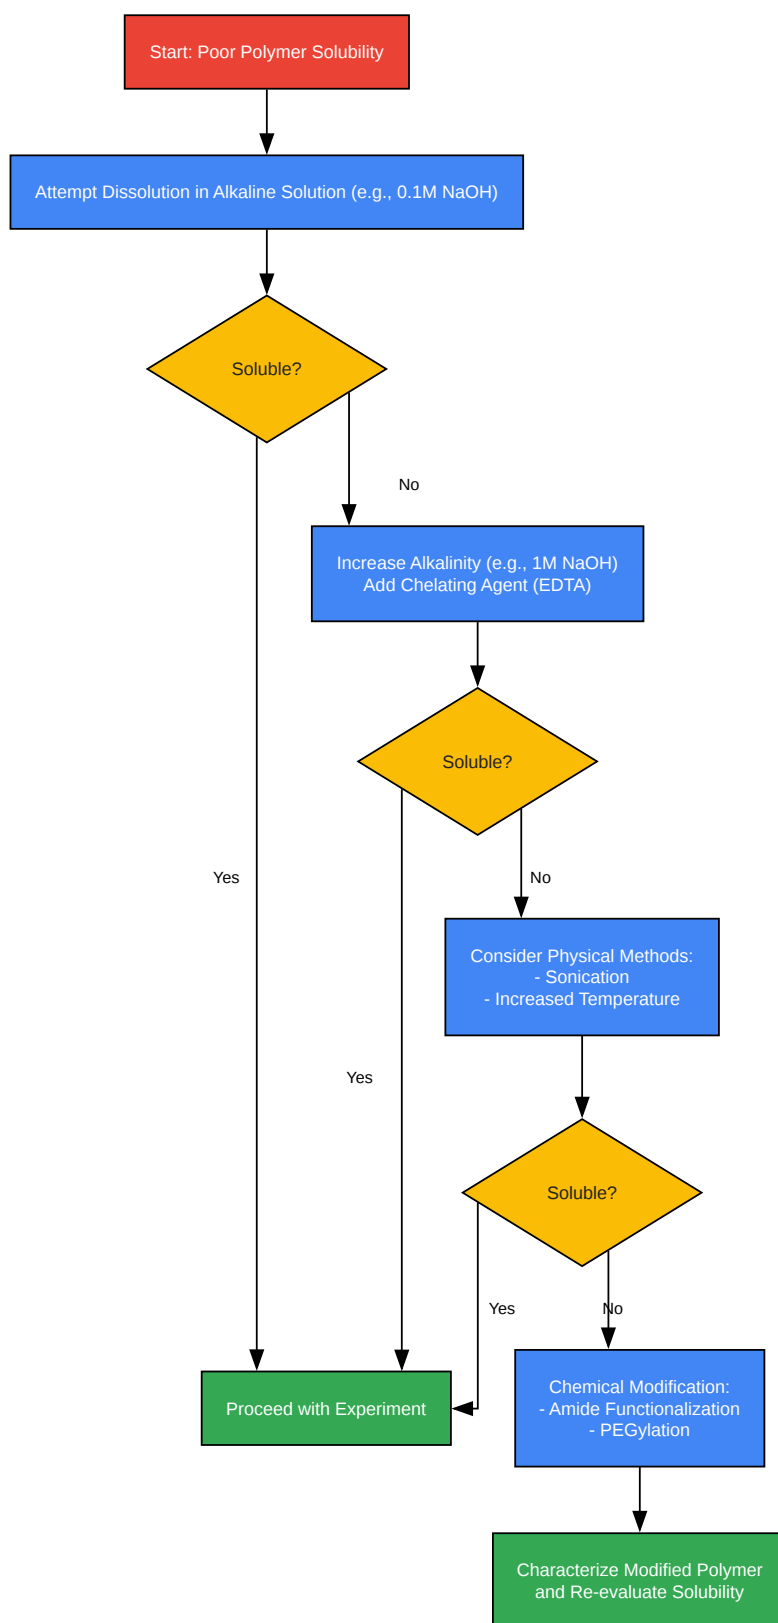 Start: Poor Polymer Solubility
Attempt Dissolution in Alkaline Solution (e.g., 0.1M NaOH)
Soluble?
No
Increase Alkalinity (e.g., 1M NaOH)
Add Chelating Agent (EDTA)
Soluble?
Yes
No
Consider Physical Methods:
- Sonication
- Increased Temperature
Yes
Soluble?
Yes
No
Chemical Modification:
- Amide Functionalization
- PEGylation
Proceed with Experiment
Characterize Modified Polymer
and Re-evaluate Solubility